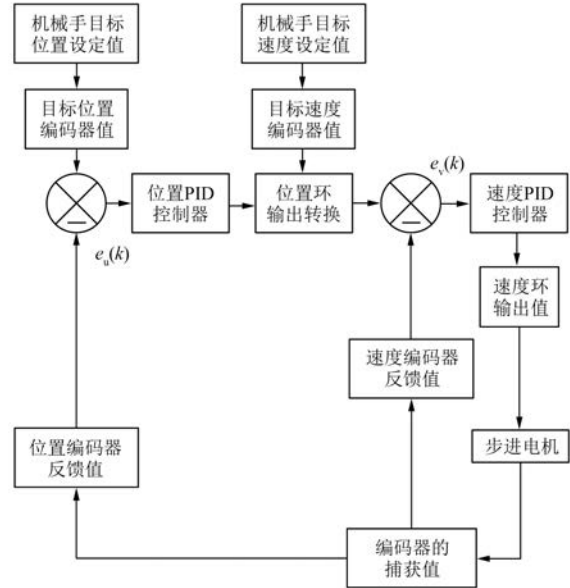 机械手目标
位置设定值
机械手目标
速度设定值
目标位置
编码器值
目标速度
编码器值
e_u(k)
位置PID
控制器
位置环
输出转换
e_v(k)
速度PID
控制器
速度环
输出值
速度编码器
反馈值
位置编码器
反馈值
步进电机
编码器的
捕获值